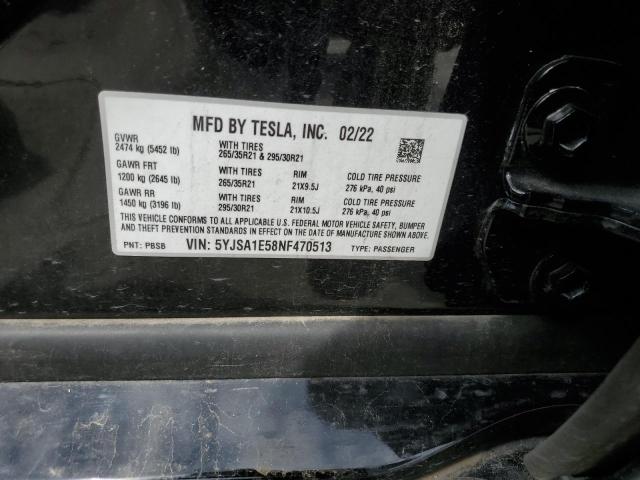 MFD BY TESLA, INC. 02/22
GVWR
2474 kg (5452 lb)
WITH TIRES
265/35R21 & 295/30R21
GAWR FRT
1200 kg (2645 lb)
WITH TIRES
265/35R21
RIM
21X9.5J
COLD TIRE PRESSURE
276 kPa, 40 psi
GAWR RR
1450 kg (3196 lb)
WITH TIRES
295/30R21
RIM
21X10.5J
COLD TIRE PRESSURE
276 kPa, 40 psi
THIS VEHICLE CONFORMS TO ALL APPLICABLE U.S. FEDERAL MOTOR VEHICLE SAFETY, BUMPER
AND THEFT PREVENTION STANDARDS IN EFFECT ON THE DATE OF MANUFACTURE SHOWN ABOVE.
PNT: PBSB VIN: 5YJSA1E58NF470513 TYPE: PASSENGER